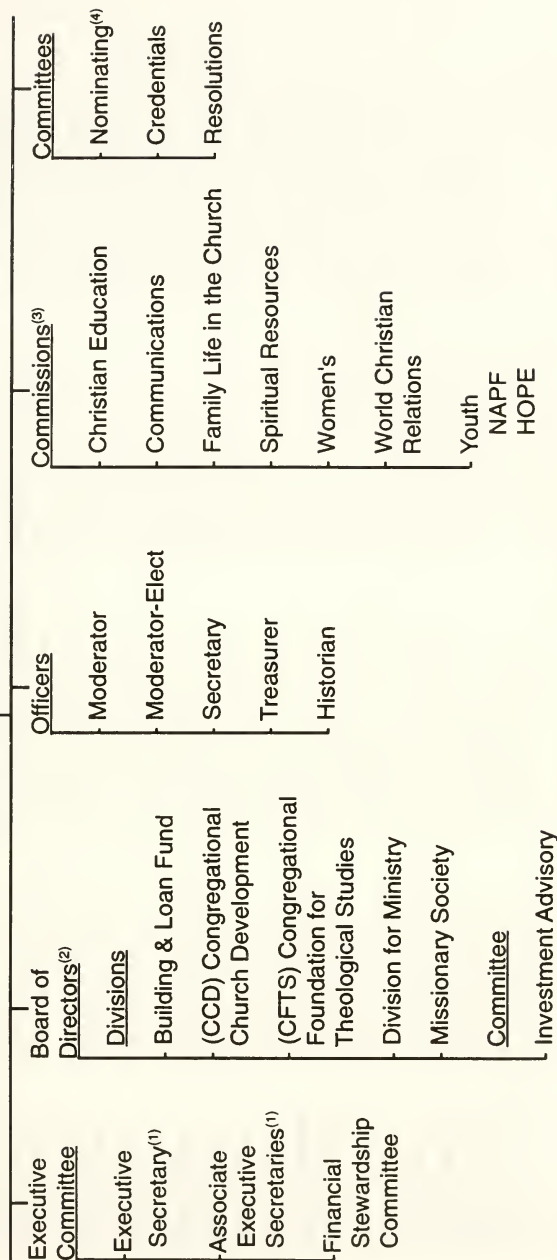 Executive
Committee
Executive
Secretary(1)
Associate
Executive
Secretaries(1)
Financial
Stewardship
Committee
Board of
Directors(2)
Divisions
Building & Loan Fund
(CCD) Congregational
Church Development
(CFTS) Congregational
Foundation for
Theological Studies
Division for Ministry
Missionary Society
Committee
Investment Advisory
Officers
Moderator
Moderator-Elect
Secretary
Treasurer
Historian
Commissions(3)
Christian Education
Communications
Family Life in the Church
Spiritual Resources
Women's
World Christian
Relations
Youth
NAPF
HOPE
Committees
Nominating(4)
Credentials
Resolutions